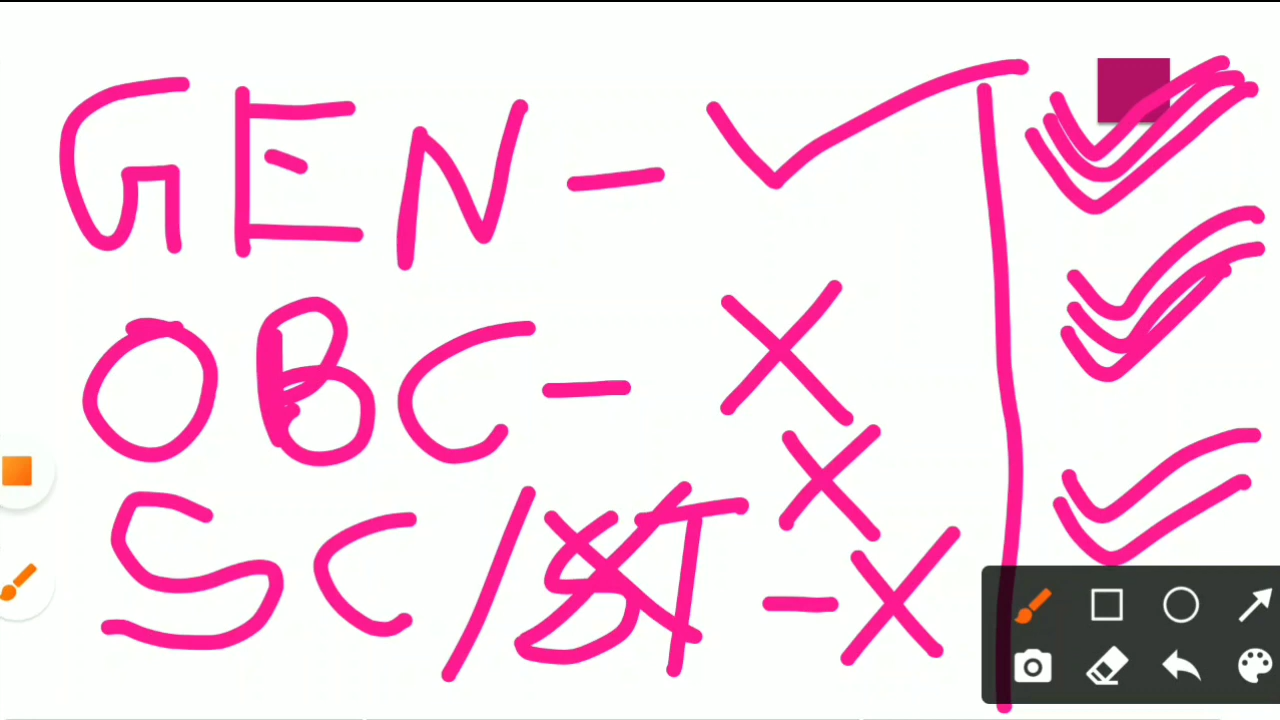 GEN - ✓
OBC - X
X
SC/ST - X